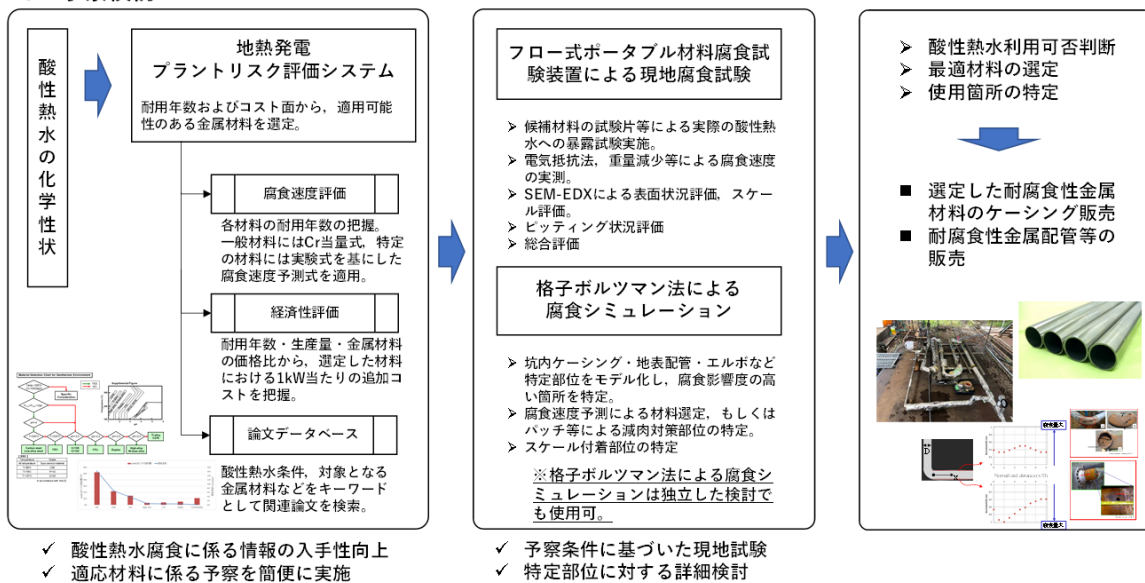 酸性熱水の化学性状
地熱発電
プラントリスク評価システム
耐用年数およびコスト面から，適用可能
性のある金属材料を選定。
腐食速度評価
各材料の耐用年数の把握。
一般材料にはCr当量式，特定
の材料には実験式を基にした
腐食速度予測式を適用。
経済性評価
耐用年数・生産量・金属材料
の価格比から，選定した材料
における1kW当たりの追加コ
ストを把握。
論文データベース
酸性熱水条件，対象となる
金属材料などをキーワード
として関連論文を検索。
✓ 酸性熱水腐食に係る情報の入手性向上
✓ 適応材料に係る予察を簡便に実施
フロー式ポータブル材料腐食試
験装置による現地腐食試験
➢ 候補材料の試験片等による実際の酸性熱
水への暴露試験実施。
➢ 電気抵抗法，重量減少等による腐食速度
の実測。
➢ SEM-EDXによる表面状況評価，スケー
ル評価。
➢ ピッティング状況評価
➢ 総合評価
格子ボルツマン法による
腐食シミュレーション
➢ 坑内ケーシング・地表配管・エルボなど
特定部位をモデル化し，腐食影響度の高
い箇所を特定。
➢ 腐食速度予測による材料選定，もしくは
パッチ等による減肉対策部位の特定。
➢ スケール付着部位の特定
※格子ボルツマン法による腐食シ
ミュレーションは独立した検討で
も使用可。
✓ 予察条件に基づいた現地試験
✓ 特定部位に対する詳細検討
➢ 酸性熱水利用可否判断
➢ 最適材料の選定
➢ 使用箇所の特定
■ 選定した耐腐食性金属
材料のケーシング販売
■ 耐腐食性金属配管等の
販売
D
X